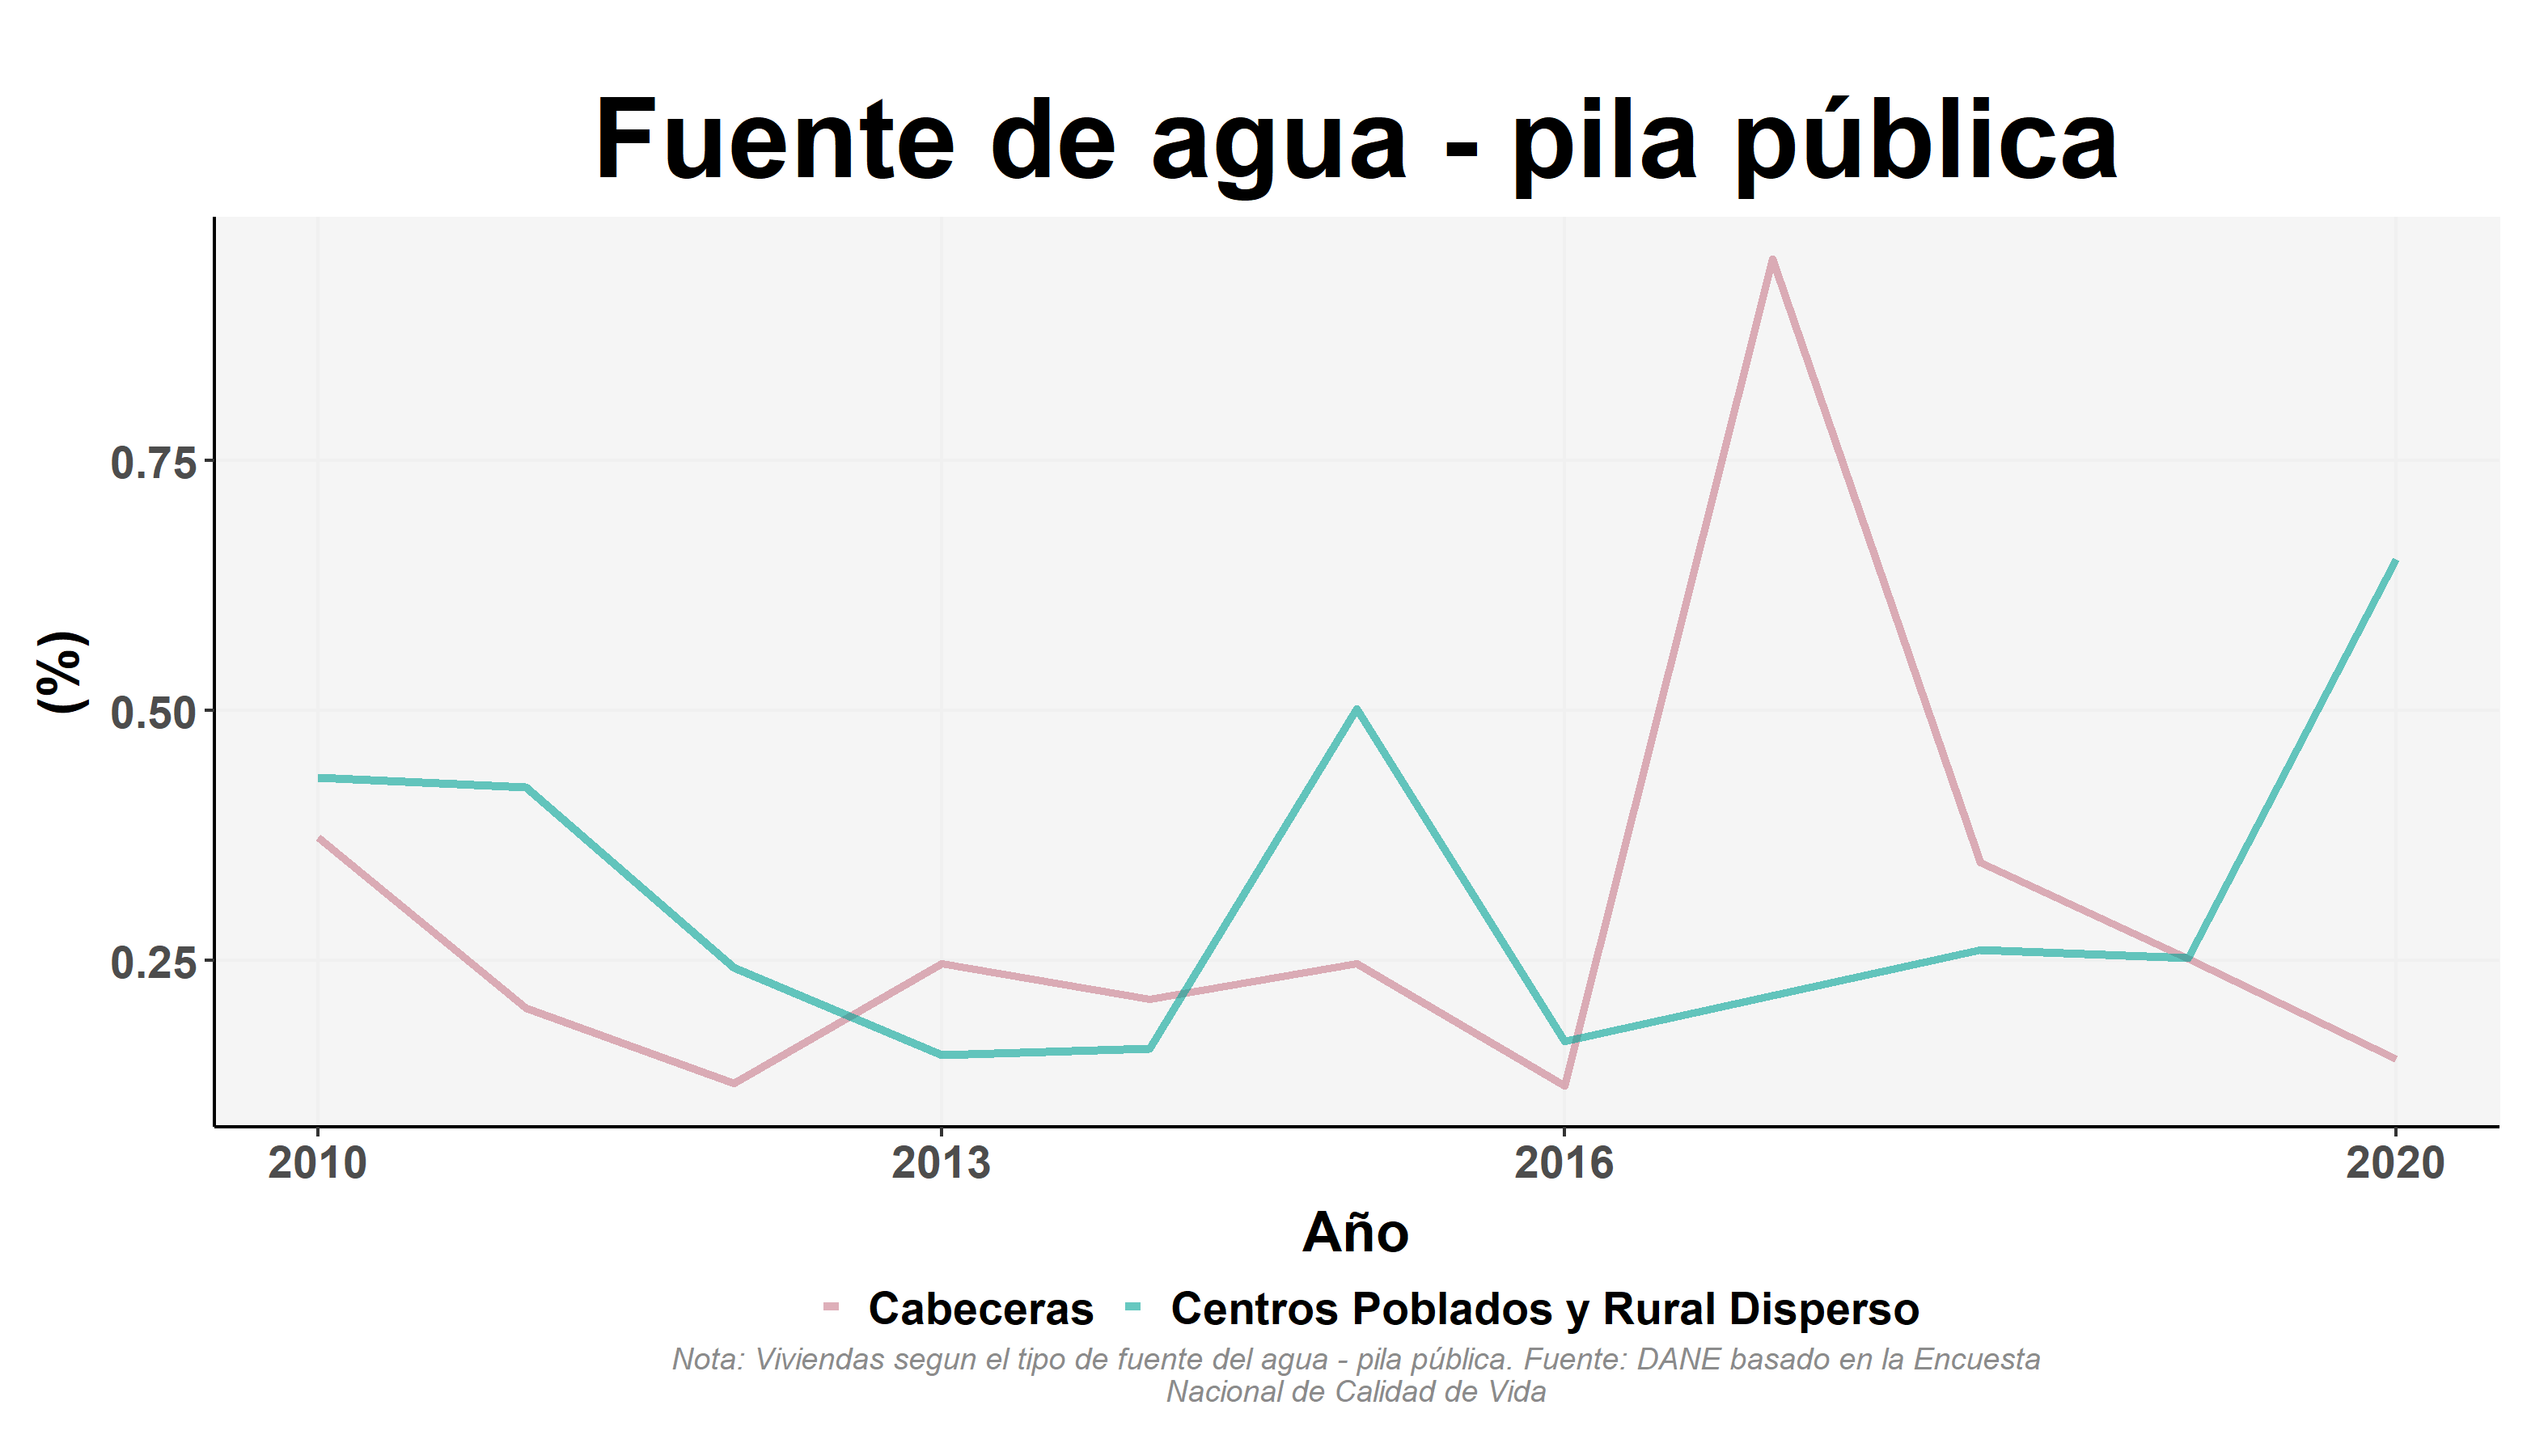 Fuente de agua - pila pública
(%)
0.75
0.50
0.25
2010 2013 2016 2020
Año
Cabeceras Centros Poblados y Rural Disperso
Nota: Viviendas segun el tipo de fuente del agua - pila pública. Fuente: DANE basado en la Encuesta
Nacional de Calidad de Vida